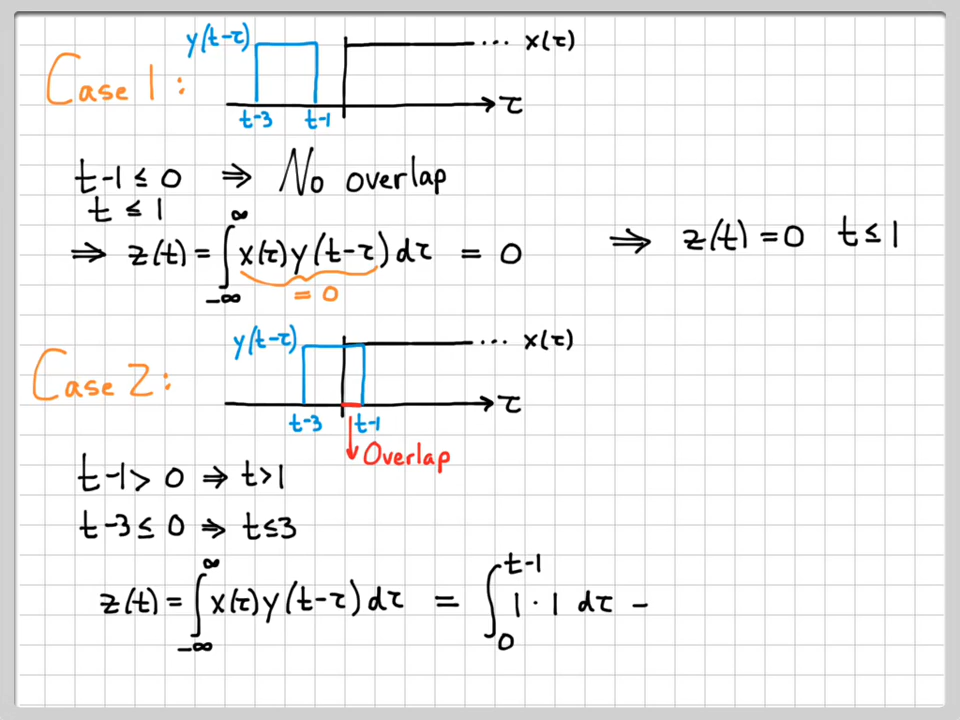 y(t-τ) ... x(τ)
Case 1:
t-3 t-1 τ
t-1 ≤ 0 ⇒ No overlap
t ≤ 1
⇒ z(t) = ∫_{-∞}^{∞} x(τ)y(t-τ)dτ = 0 ⇒ z(t) = 0 t ≤ 1
= 0
y(t-τ) ... x(τ)
Case 2:
t-3 t-1 τ
Overlap
t-1 > 0 ⇒ t>1
t-3 ≤ 0 ⇒ t≤3
z(t) = ∫_{-∞}^{∞} x(τ)y(t-τ)dτ = ∫_{0}^{t-1} 1·1 dτ -